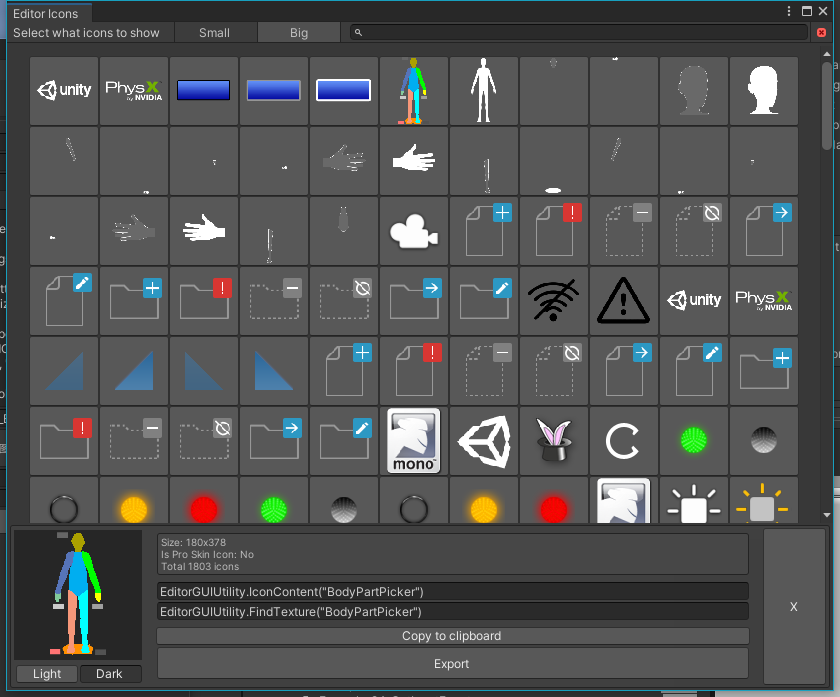 Editor Icons
Select what icons to show
Small
Big
unity
PhysX
by NVIDIA
unity
PhysX
by NVIDIA
mono
Size: 180x378
Is Pro Skin Icon: No
Total 1803 icons
EditorGUIUtility.IconContent("BodyPartPicker")
EditorGUIUtility.FindTexture("BodyPartPicker")
Copy to clipboard
X
Export
Light
Dark